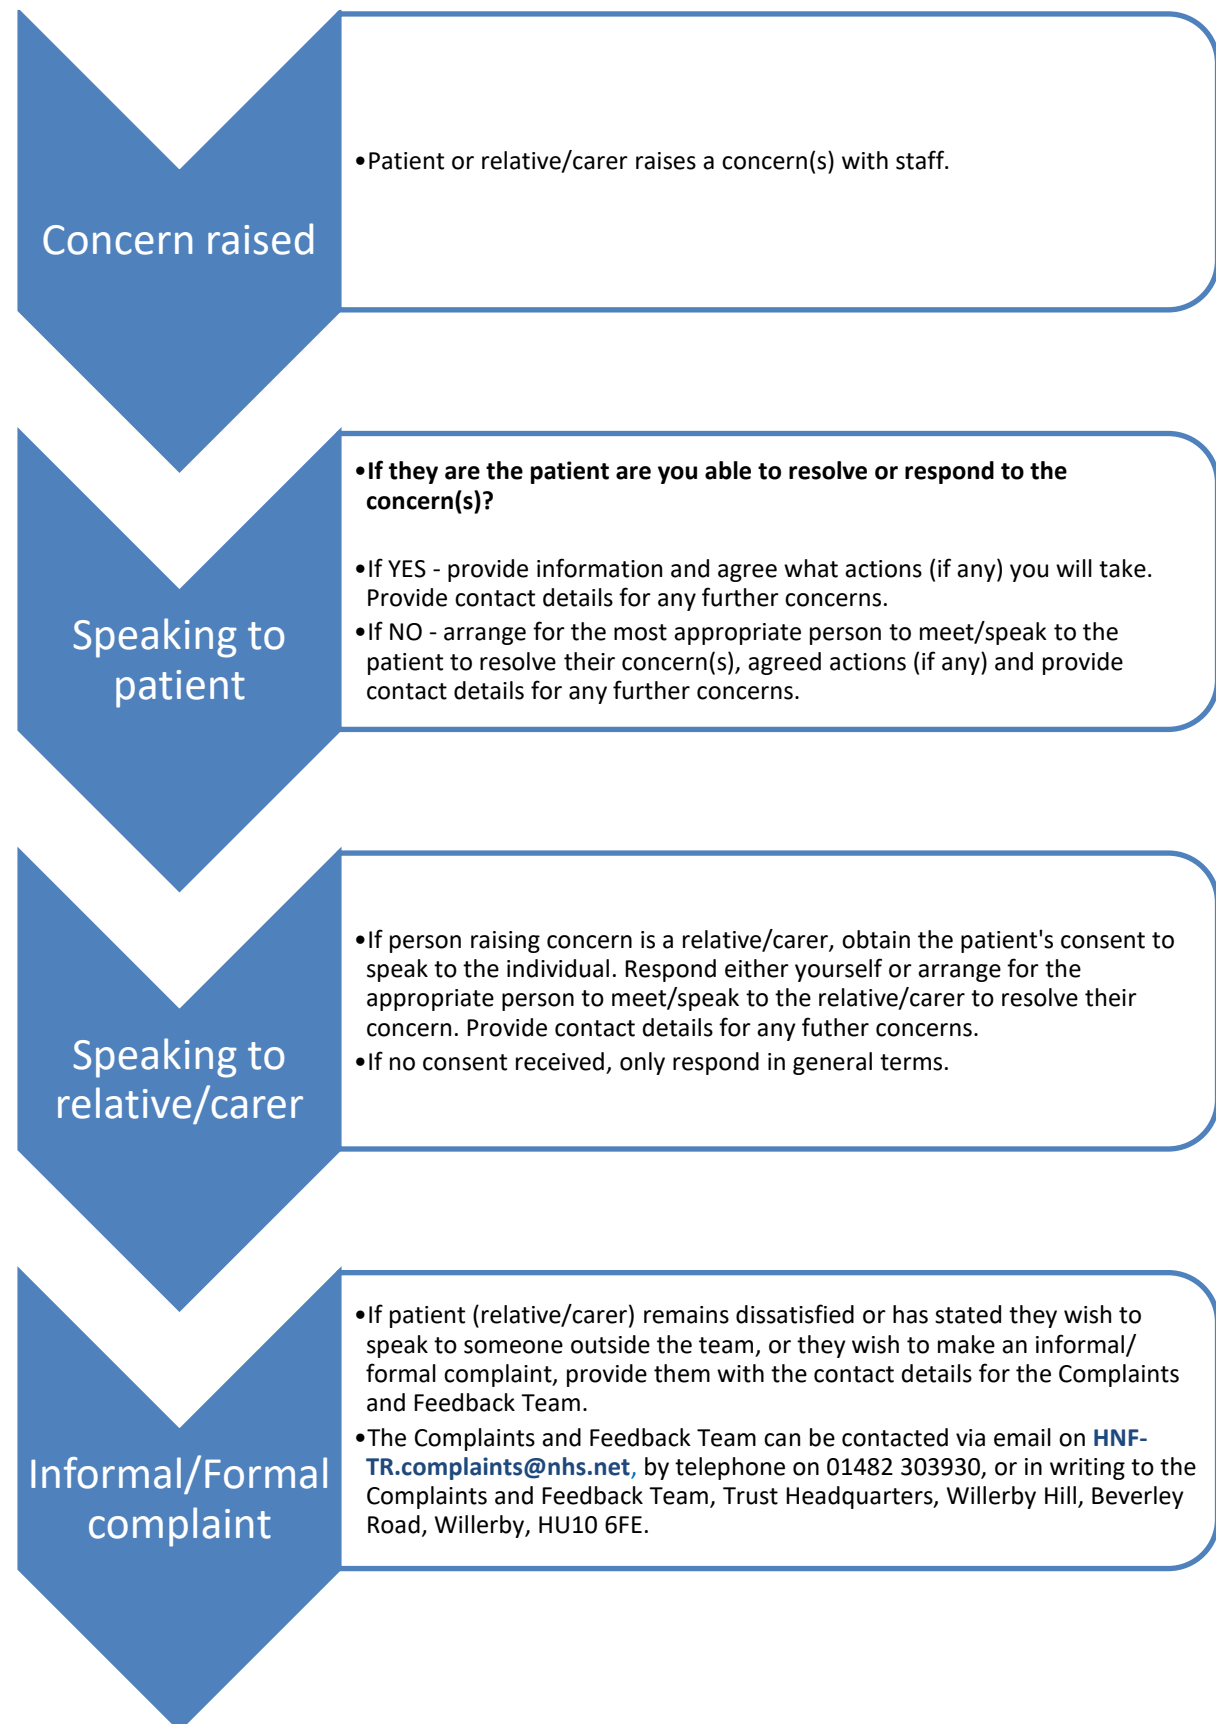 Concern raised
•Patient or relative/carer raises a concern(s) with staff.
Speaking to
patient
•If they are the patient are you able to resolve or respond to the
concern(s)?
•If YES - provide information and agree what actions (if any) you will take.
Provide contact details for any further concerns.
•If NO - arrange for the most appropriate person to meet/speak to the
patient to resolve their concern(s), agreed actions (if any) and provide
contact details for any further concerns.
Speaking to
relative/carer
•If person raising concern is a relative/carer, obtain the patient's consent to
speak to the individual. Respond either yourself or arrange for the
appropriate person to meet/speak to the relative/carer to resolve their
concern. Provide contact details for any futher concerns.
•If no consent received, only respond in general terms.
Informal/Formal
complaint
•If patient (relative/carer) remains dissatisfied or has stated they wish to
speak to someone outside the team, or they wish to make an informal/
formal complaint, provide them with the contact details for the Complaints
and Feedback Team.
•The Complaints and Feedback Team can be contacted via email on HNF-
TR.complaints@nhs.net, by telephone on 01482 303930, or in writing to the
Complaints and Feedback Team, Trust Headquarters, Willerby Hill, Beverley
Road, Willerby, HU10 6FE.